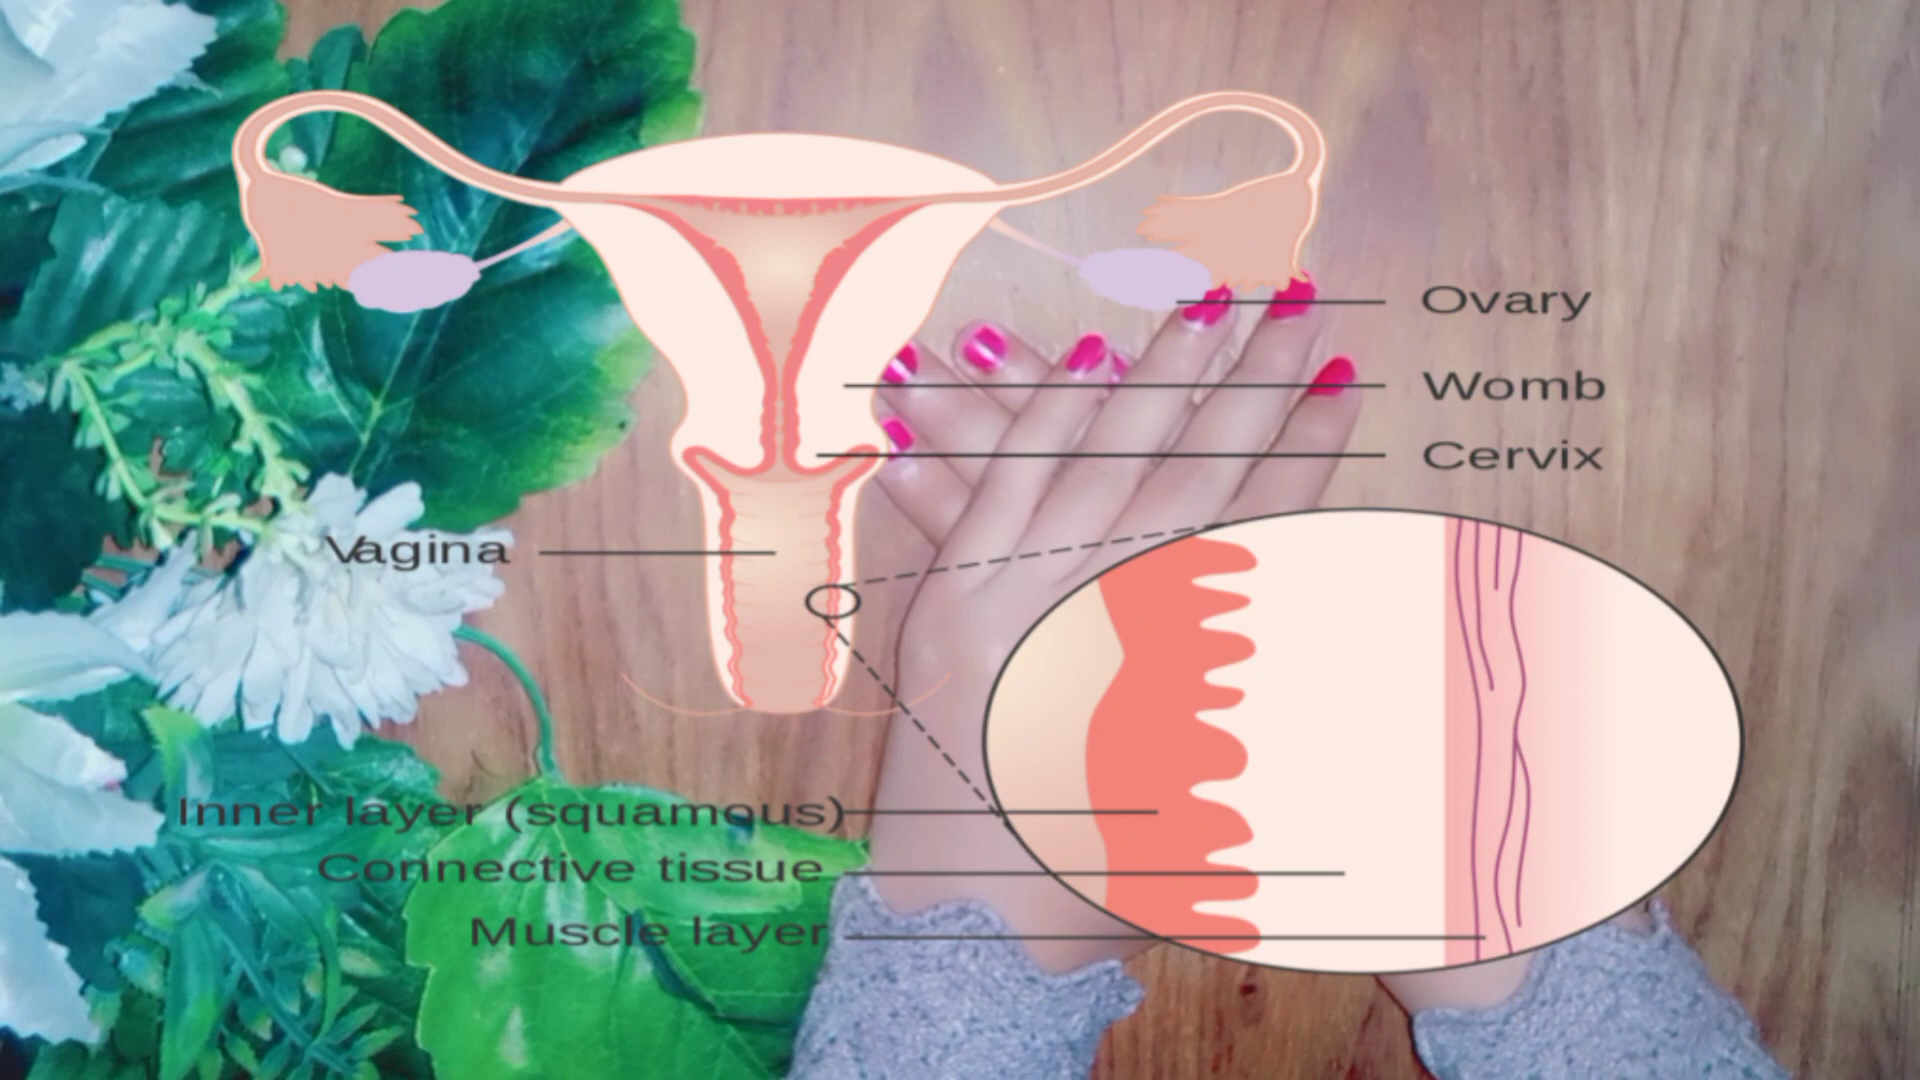 Ovary
Womb
Cervix
Vagina
Inner layer (squamous)
Connective tissue
Muscle layer